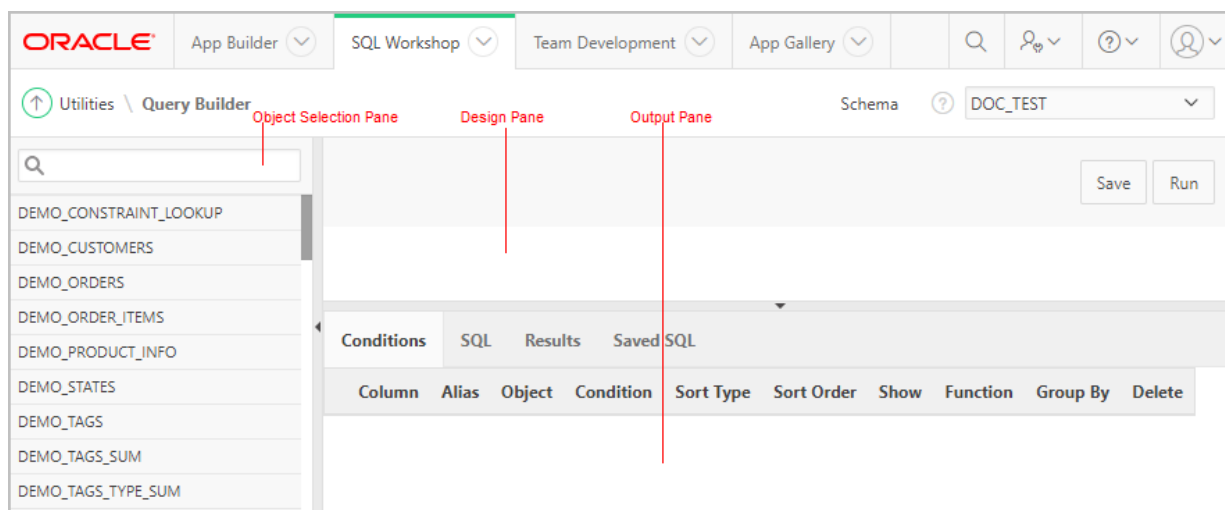 ORACLE® App Builder SQL Workshop Team Development App Gallery
Utilities \ Query Builder Schema ? DOC_TEST
Object Selection Pane Design Pane Output Pane
Save Run
DEMO_CONSTRAINT_LOOKUP
DEMO_CUSTOMERS
DEMO_ORDERS
DEMO_ORDER_ITEMS
DEMO_PRODUCT_INFO
DEMO_STATES
DEMO_TAGS
DEMO_TAGS_SUM
DEMO_TAGS_TYPE_SUM
Conditions SQL Results Saved SQL
Column Alias Object Condition Sort Type Sort Order Show Function Group By Delete